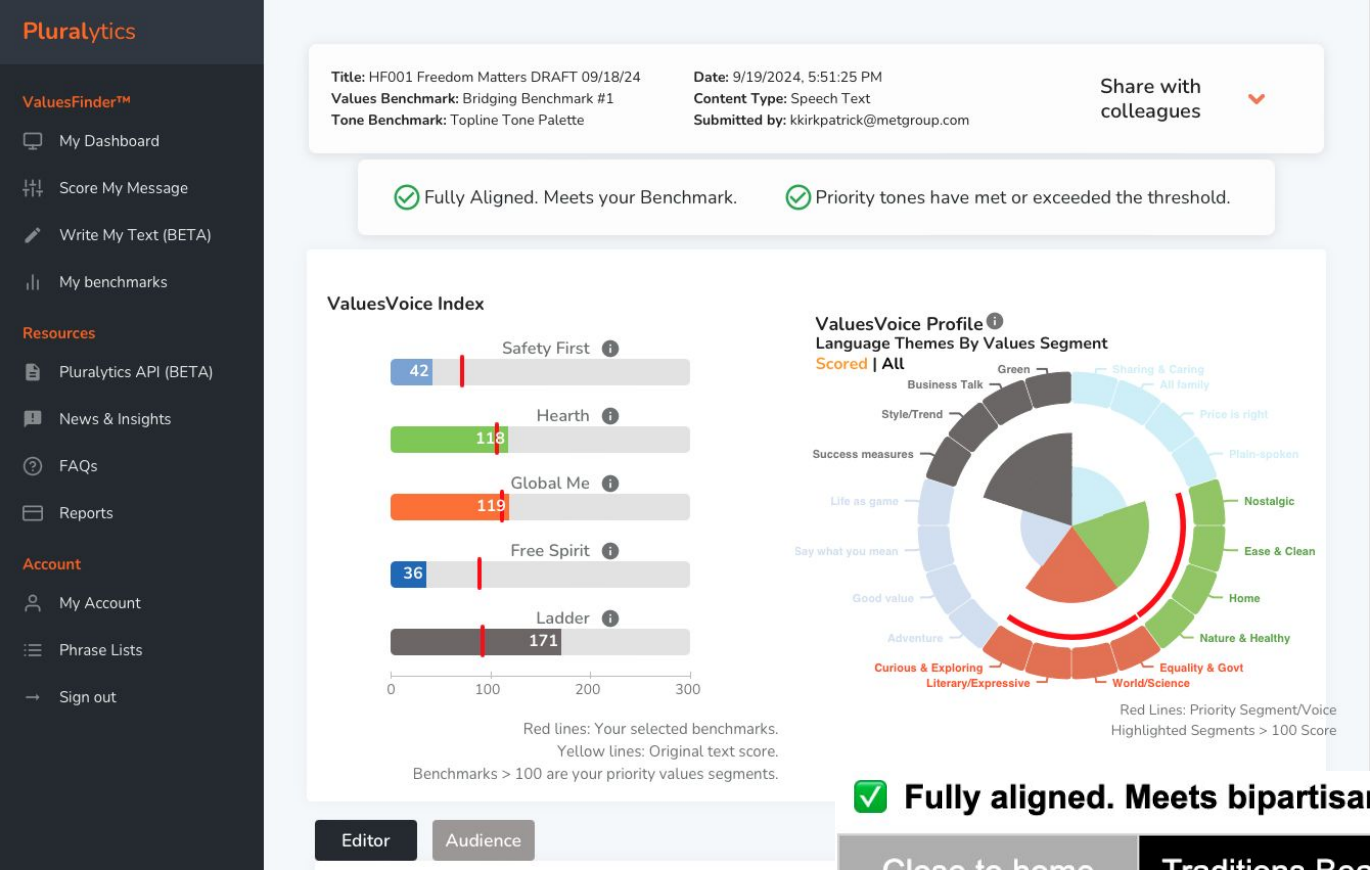 Pluralytics
ValuesFinder™
My Dashboard
Score My Message
Write My Text (BETA)
My benchmarks
Resources
Pluralytics API (BETA)
News & Insights
FAQs
Reports
Account
My Account
Phrase Lists
Sign out
Title: HF001 Freedom Matters DRAFT 09/18/24
Values Benchmark: Bridging Benchmark #1
Tone Benchmark: Topline Tone Palette
Date: 9/19/2024, 5:51:25 PM
Content Type: Speech Text
Submitted by: kkirkpatrick@metgroup.com
Share with
colleagues
Fully Aligned. Meets your Benchmark.
Priority tones have met or exceeded the threshold.
ValuesVoice Index
Safety First
42
Hearth
118
Global Me
119
Free Spirit
36
Ladder
171
0 100 200 300
Red lines: Your selected benchmarks.
Yellow lines: Original text score.
Benchmarks > 100 are your priority values segments.
ValuesVoice Profile
Language Themes By Values Segment
Scored | All
Green
Business Talk
Style/Trend
Success measures
Life as game
Say what you mean
Good value
Adventure
Curious & Exploring
Literary/Expressive
Sharing & Caring
All family
Price is right
Plain-spoken
Nostalgic
Ease & Clean
Home
Nature & Healthy
Equality & Govt
World/Science
Red Lines: Priority Segment/Voice
Highlighted Segments > 100 Score
Editor
Audience
Fully aligned. Meets
Close to home
Traditions